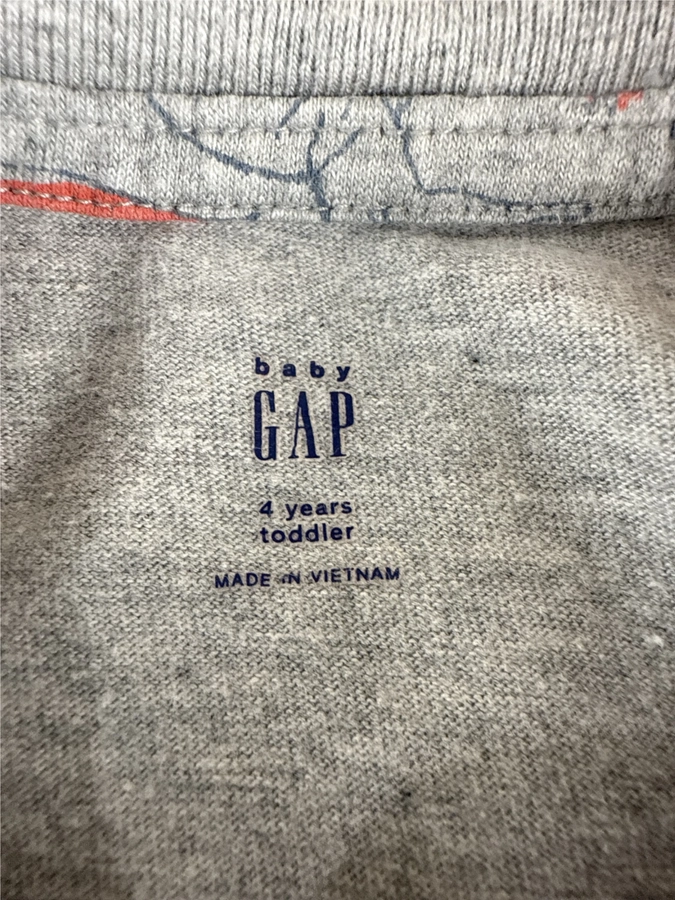 baby
GAP
4 years
toddler
MADE IN VIETNAM